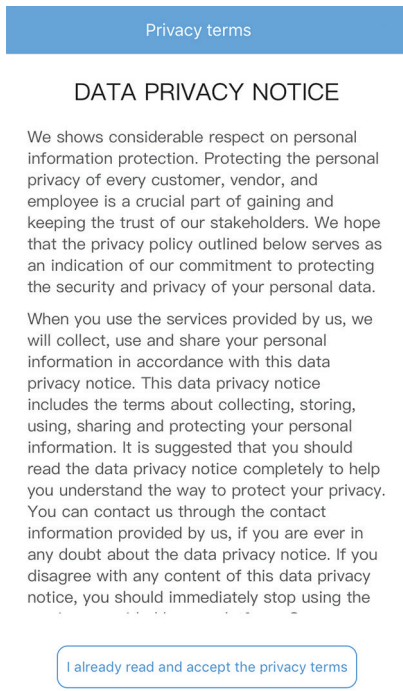 Privacy terms
DATA PRIVACY NOTICE
We shows considerable respect on personal
information protection. Protecting the personal
privacy of every customer, vendor, and
employee is a crucial part of gaining and
keeping the trust of our stakeholders. We hope
that the privacy policy outlined below serves as
an indication of our commitment to protecting
the security and privacy of your personal data.
When you use the services provided by us, we
will collect, use and share your personal
information in accordance with this data
privacy notice. This data privacy notice
includes the terms about collecting, storing,
using, sharing and protecting your personal
information. It is suggested that you should
read the data privacy notice completely to help
you understand the way to protect your privacy.
You can contact us through the contact
information provided by us, if you are ever in
any doubt about the data privacy notice. If you
disagree with any content of this data privacy
notice, you should immediately stop using the
I already read and accept the privacy terms